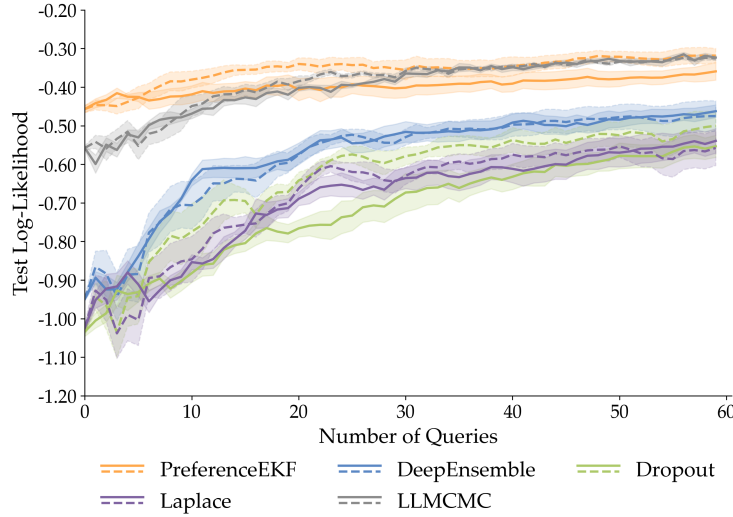 Test Log-Likelihood
-0.20
-0.30
-0.40
-0.50
-0.60
-0.70
-0.80
-0.90
-1.00
-1.10
-1.20
0 10 20 30 40 50 60
Number of Queries
PreferenceEKF DeepEnsemble Dropout
Laplace LLMCMC